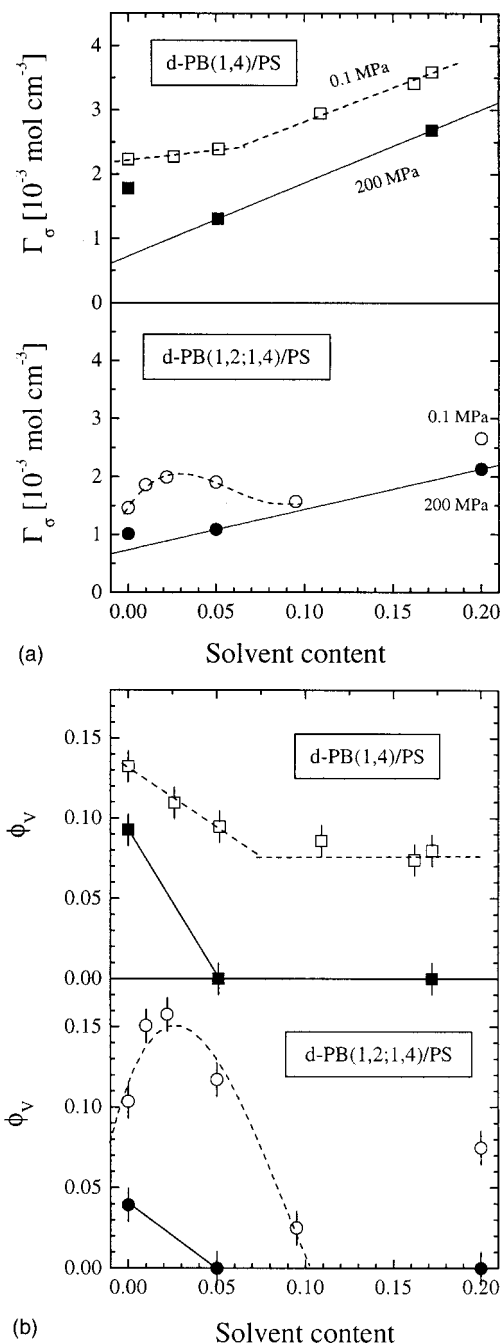 4
d-PB(1,4)/PS
0.1 MPa
3
2
200 MPa
1
0
Γσ [10⁻³ mol cm⁻³]
4
d-PB(1,2;1,4)/PS
3
0.1 MPa
2
1
200 MPa
0
Γσ [10⁻³ mol cm⁻³]
0.00 0.05 0.10 0.15 0.20
(a) Solvent content
0.15
d-PB(1,4)/PS
0.10
ϕV
0.05
0.00
0.15
d-PB(1,2;1,4)/PS
0.10
ϕV
0.05
0.00
0.00 0.05 0.10 0.15 0.20
(b) Solvent content